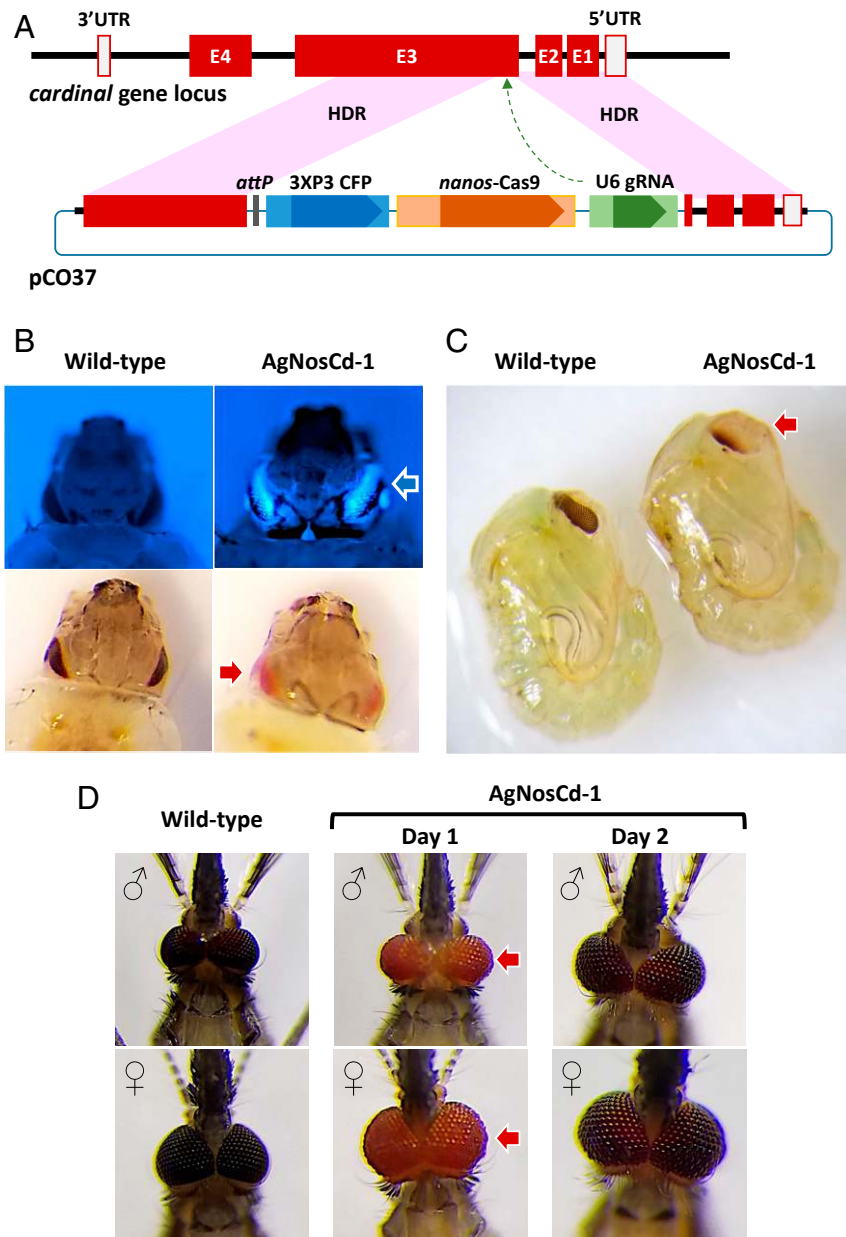 A
3'UTR
5'UTR
E4
E3
E2
E1
cardinal gene locus
HDR
HDR
attP
3XP3 CFP
nanos-Cas9
U6 gRNA
pCO37
B
Wild-type
AgNosCd-1
C
Wild-type
AgNosCd-1
D
AgNosCd-1
Wild-type
Day 1
Day 2
♂
♂
♂
♀
♀
♀